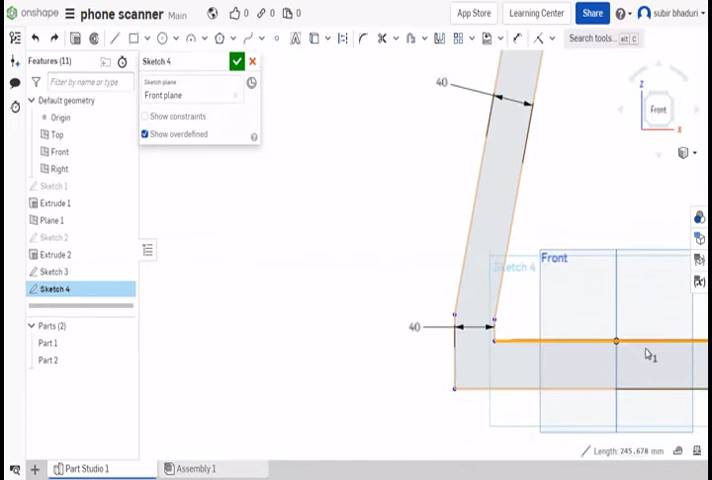 onshape
phone scanner Main
0
0
0
App Store
Learning Center
Share
subir bhaduri
Search tools...
alt C
Features (11)
Filter by name or type
Default geometry
Origin
Top
Front
Right
Sketch 1
Extrude 1
Plane 1
Sketch 2
Extrude 2
Sketch 3
Sketch 4
Parts (2)
Part 1
Part 2
Sketch 4
Sketch plane
Front plane
Show constraints
Show overdefined
40
40
Sketch 4
Front
Z
Front
X
Length: 245.678 mm
Part Studio 1
Assembly 1